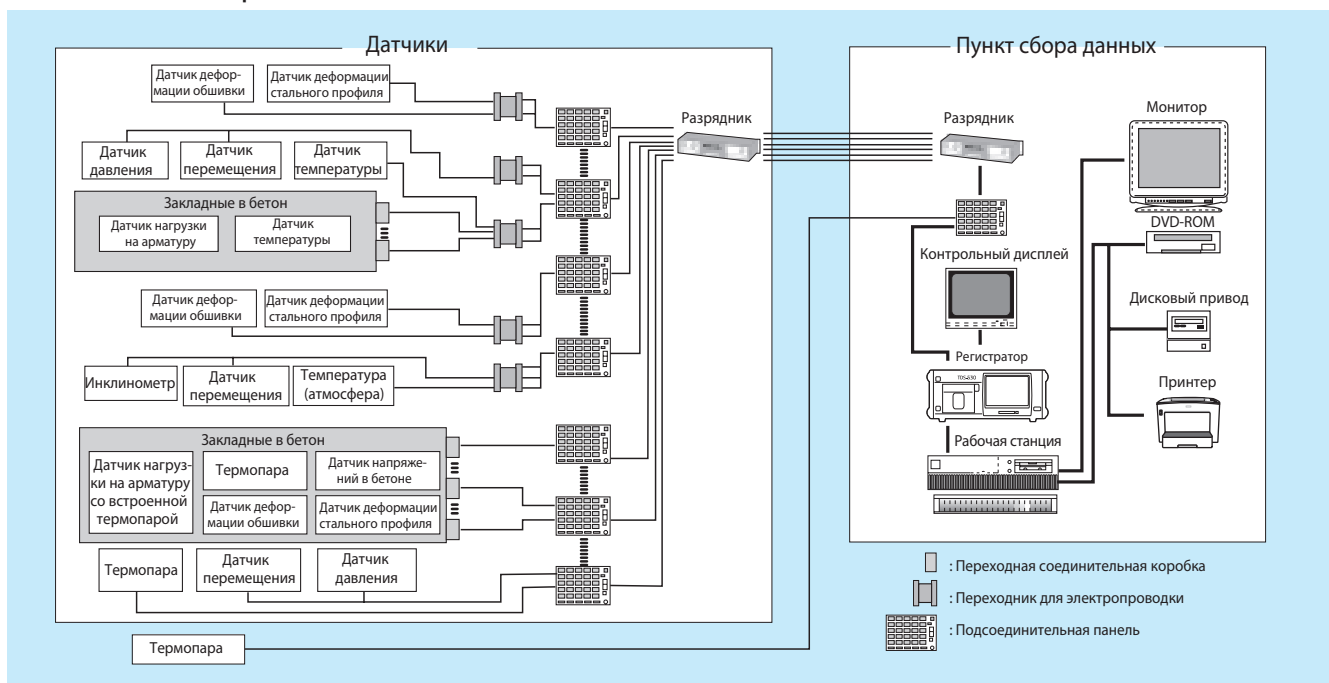 Датчики
Датчик дефор-
мации обшивки
Датчик деформации
стального профиля
Датчик
давления
Датчик
перемещения
Датчик
температуры
Закладные в бетон
Датчик нагрузки
на арматуру
Датчик
температуры
Датчик дефор-
мации обшивки
Датчик деформации
стального профиля
Инклинометр
Датчик
перемещения
Температура
(атмосфера)
Закладные в бетон
Датчик нагруз-
ки на арматуру
со встроенной
термопарой
Термопара
Датчик напряже-
ний в бетоне
Датчик дефор-
мации обшивки
Датчик деформации
стального профиля
Термопара
Датчик
перемещения
Датчик
давления
Термопара
Разрядник
Пункт сбора данных
Разрядник
Монитор
DVD-ROM
Контрольный дисплей
Дисковый привод
Регистратор
TDS-530
Принтер
Рабочая станция
: Переходная соединительная коробка
: Переходник для электропроводки
: Подсоединительная панель